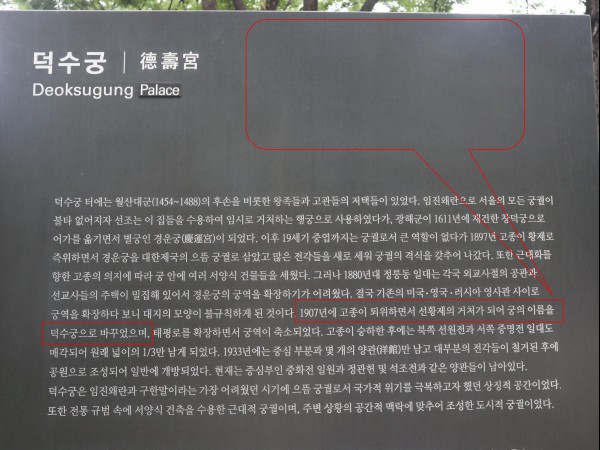 덕수궁 | 德壽宮
Deoksugung Palace
덕수궁 터에는 월산대군(1454~1488)의 후손을 비롯한 왕족들과 고관들의 저택들이 있었다. 임진왜란으로 서울의 모든 궁궐이
불타 없어지자 선조는 이 집들을 수용하여 임시로 거처하는 행궁으로 사용하였다가, 광해군이 1611년에 재건한 창덕궁으로
어가를 옮기면서 별궁인 경운궁(慶運宮)이 되었다. 이후 19세기 중엽까지는 궁궐로서 큰 역할이 없다가 1897년 고종이 황제로
즉위하면서 경운궁을 대한제국의 으뜸 궁궐로 삼았고 많은 전각들을 새로 세워 궁궐의 격식을 갖추어 나갔다. 또한 근대화를
향한 고종의 의지에 따라 궁 안에 여러 서양식 건물들을 세웠다. 그러나 1880년대 정릉동 일대는 각국 외교사절의 공관과
선교사들의 주택이 밀집해 있어서 경운궁의 궁역을 확장하기가 어려웠다. 결국 기존의 미국·영국·러시아 영사관 사이로
궁역을 확장하다 보니 대지의 모양이 불규칙하게 된 것이다. 1907년에 고종이 퇴위하면서 선황제의 거처가 되어 궁의 이름을
덕수궁으로 바꾸었으며, 태평로를 확장하면서 궁역이 축소되었다. 고종이 승하한 후에는 북쪽 선원전과 서쪽 중명전 일대도
매각되어 원래 넓이의 1/3만 남게 되었다. 1933년에는 중심 부분과 몇 개의 양관(洋館)만 남고 대부분의 전각들이 철거된 후에
공원으로 조성되어 일반에 개방되었다. 현재는 중심부인 중화전 일원과 정관헌 및 석조전과 같은 양관들이 남아있다.
덕수궁은 임진왜란과 구한말이라는 가장 어려웠던 시기에 으뜸 궁궐로서 국가적 위기를 극복하고자 했던 상징적 공간이었다.
또한 전통 규범 속에 서양식 건축을 수용한 근대적 궁궐이며, 주변 상황의 공간적 맥락에 맞추어 조성한 도시적 궁궐이었다.